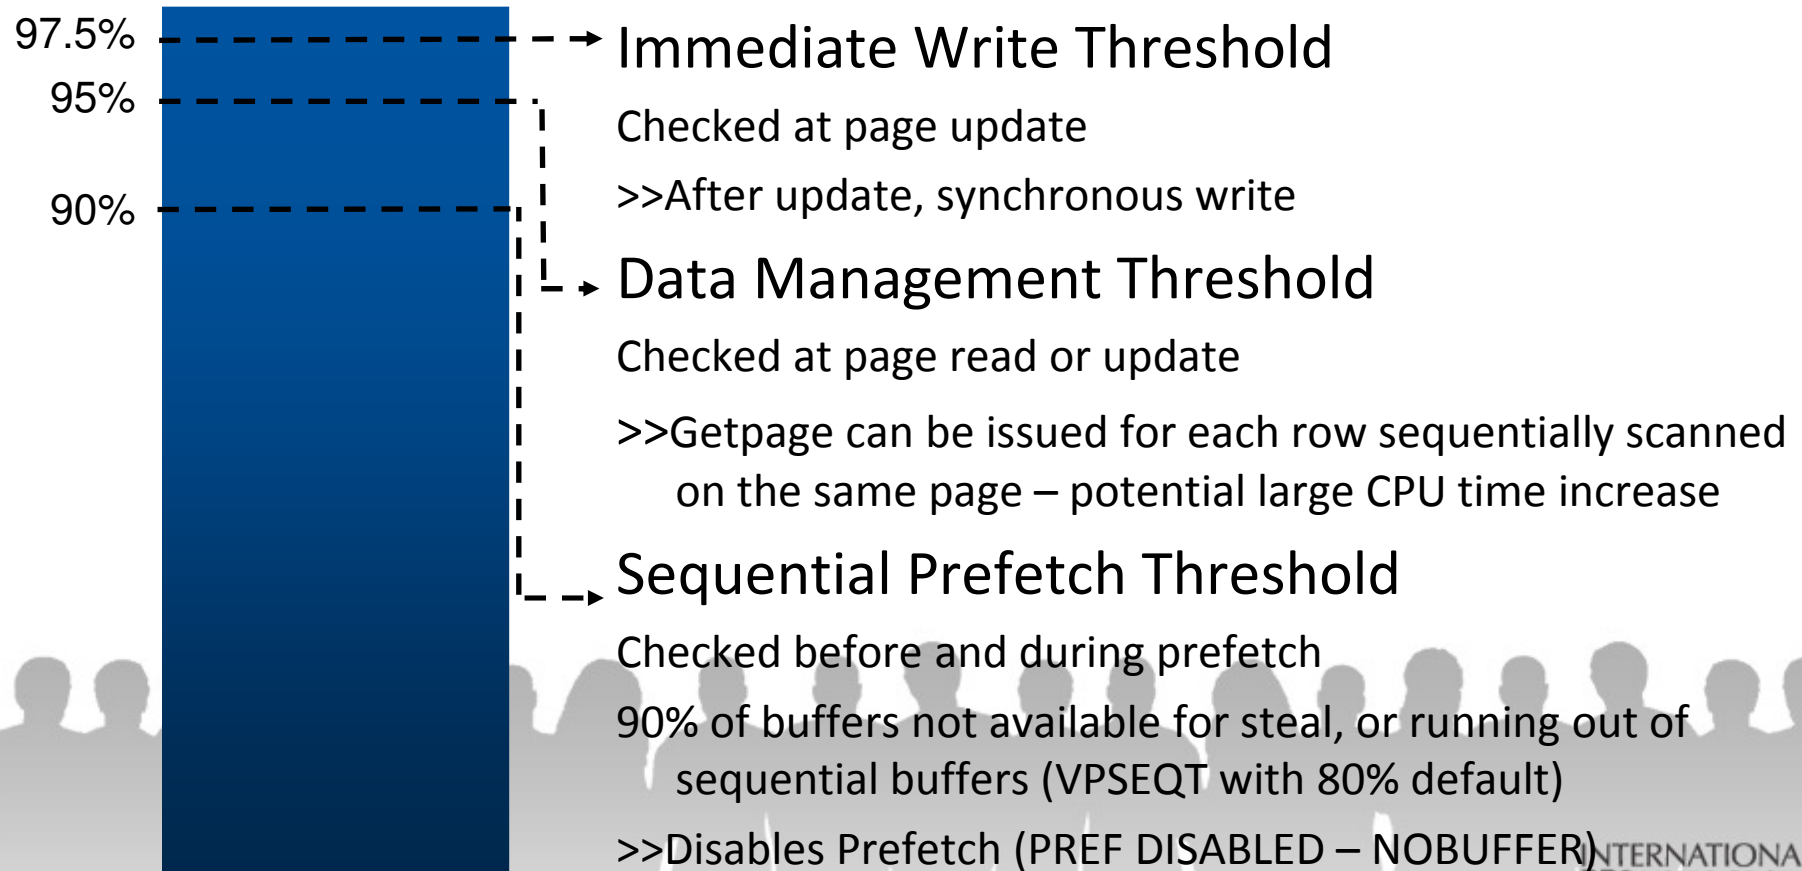 97.5%
95%
90%
Immediate Write Threshold
Checked at page update
>>After update, synchronous write
Data Management Threshold
Checked at page read or update
>>Getpage can be issued for each row sequentially scanned
on the same page – potential large CPU time increase
Sequential Prefetch Threshold
Checked before and during prefetch
90% of buffers not available for steal, or running out of
sequential buffers (VPSEQT with 80% default)
>>Disables Prefetch (PREF DISABLED – NOBUFFER)